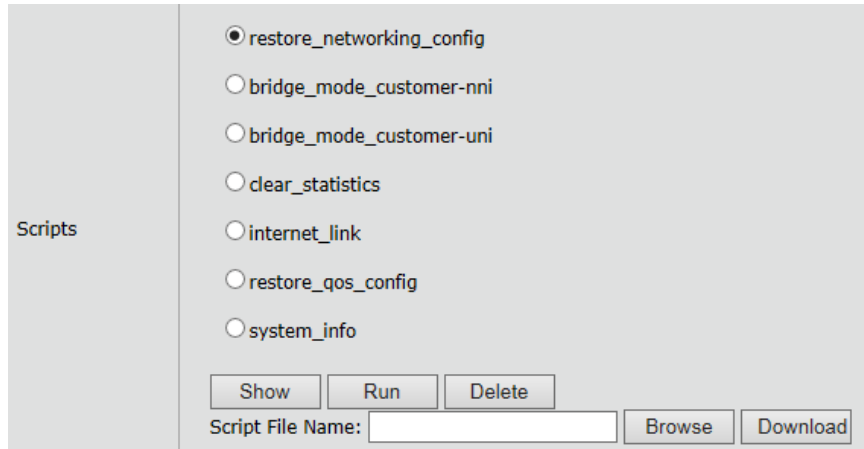 restore_networking_config
bridge_mode_customer-nni
bridge_mode_customer-uni
clear_statistics
Scripts
internet_link
restore_qos_config
system_info
Show Run Delete
Script File Name: Browse Download